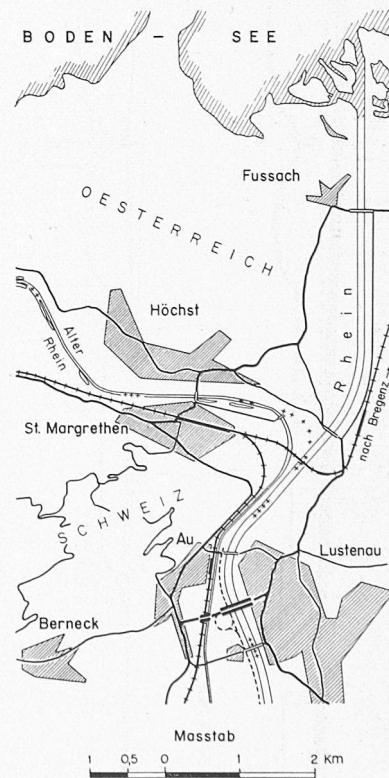 BODEN - SEE
Fussach
OESTERREICH
Rhein
Höchst
Alter
Rhein
nach Bregenz
St. Margrethen
SCHWEIZ
Au
Lustenau
Berneck
Masstab
1 0,5 0 1 2 Km